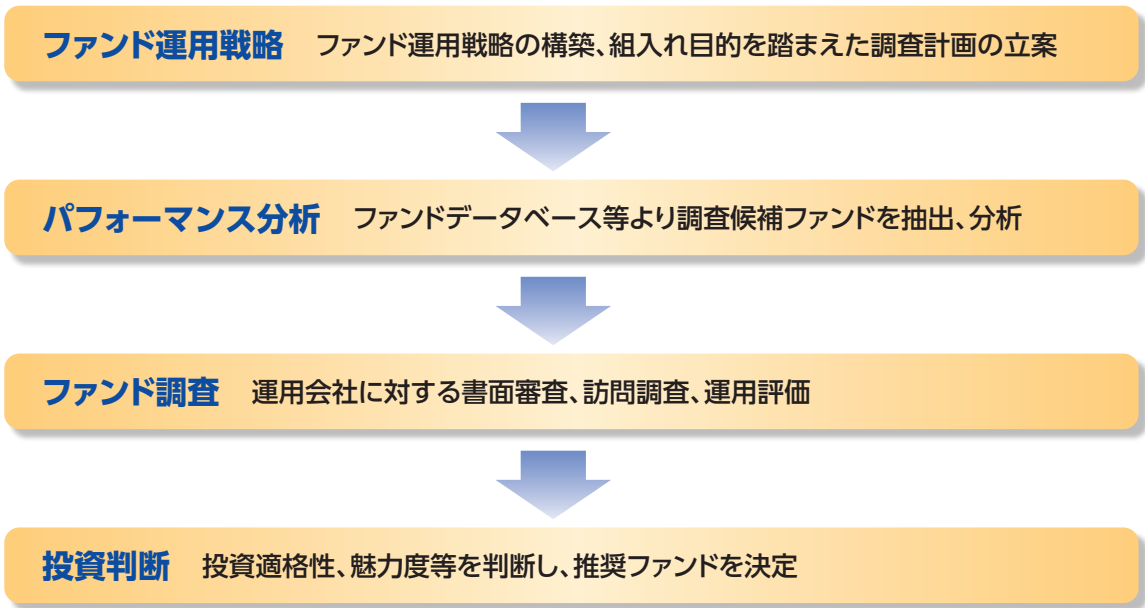 ファンド運用戦略 ファンド運用戦略の構築、組入れ目的を踏まえた調査計画の立案
パフォーマンス分析 ファンドデータベース等より調査候補ファンドを抽出、分析
ファンド調査 運用会社に対する書面審査、訪問調査、運用評価
投資判断 投資適格性、魅力度等を判断し、推奨ファンドを決定